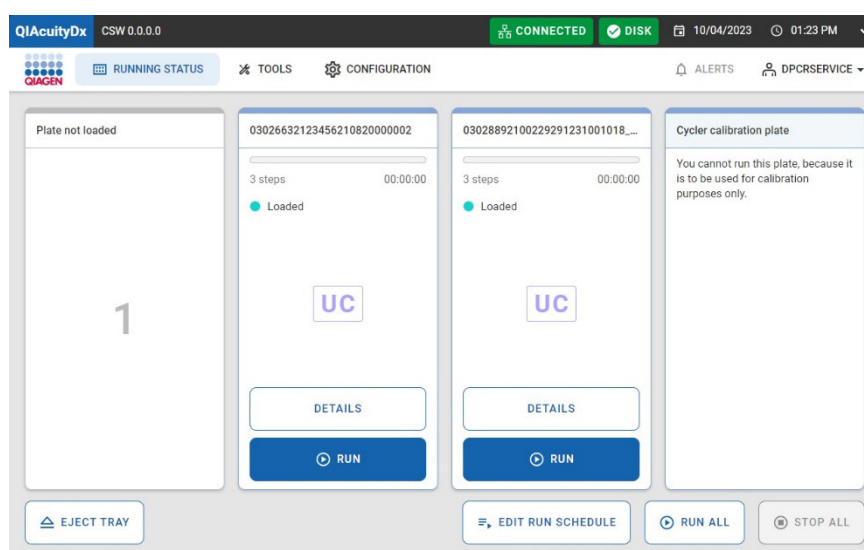 QIAcuityDx CSW 0.0.0.0 CONNECTED DISK 10/04/2023 01:23 PM
QIAGEN RUNNING STATUS TOOLS CONFIGURATION ALERTS DPCRSERVICE
Plate not loaded
1
03026632123456210820000002
3 steps 00:00:00
Loaded
UC
DETAILS
RUN
03028892100229291231001018_...
3 steps 00:00:00
Loaded
UC
DETAILS
RUN
Cycler calibration plate
You cannot run this plate, because it
is to be used for calibration
purposes only.
EJECT TRAY EDIT RUN SCHEDULE RUN ALL STOP ALL